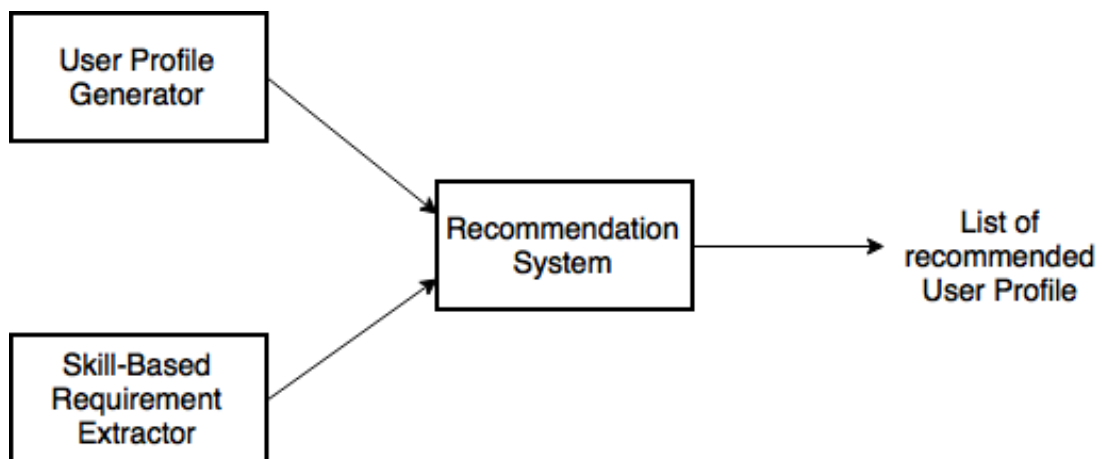 User Profile
Generator
Recommendation
System
List of
recommended
User Profile
Skill-Based
Requirement
Extractor